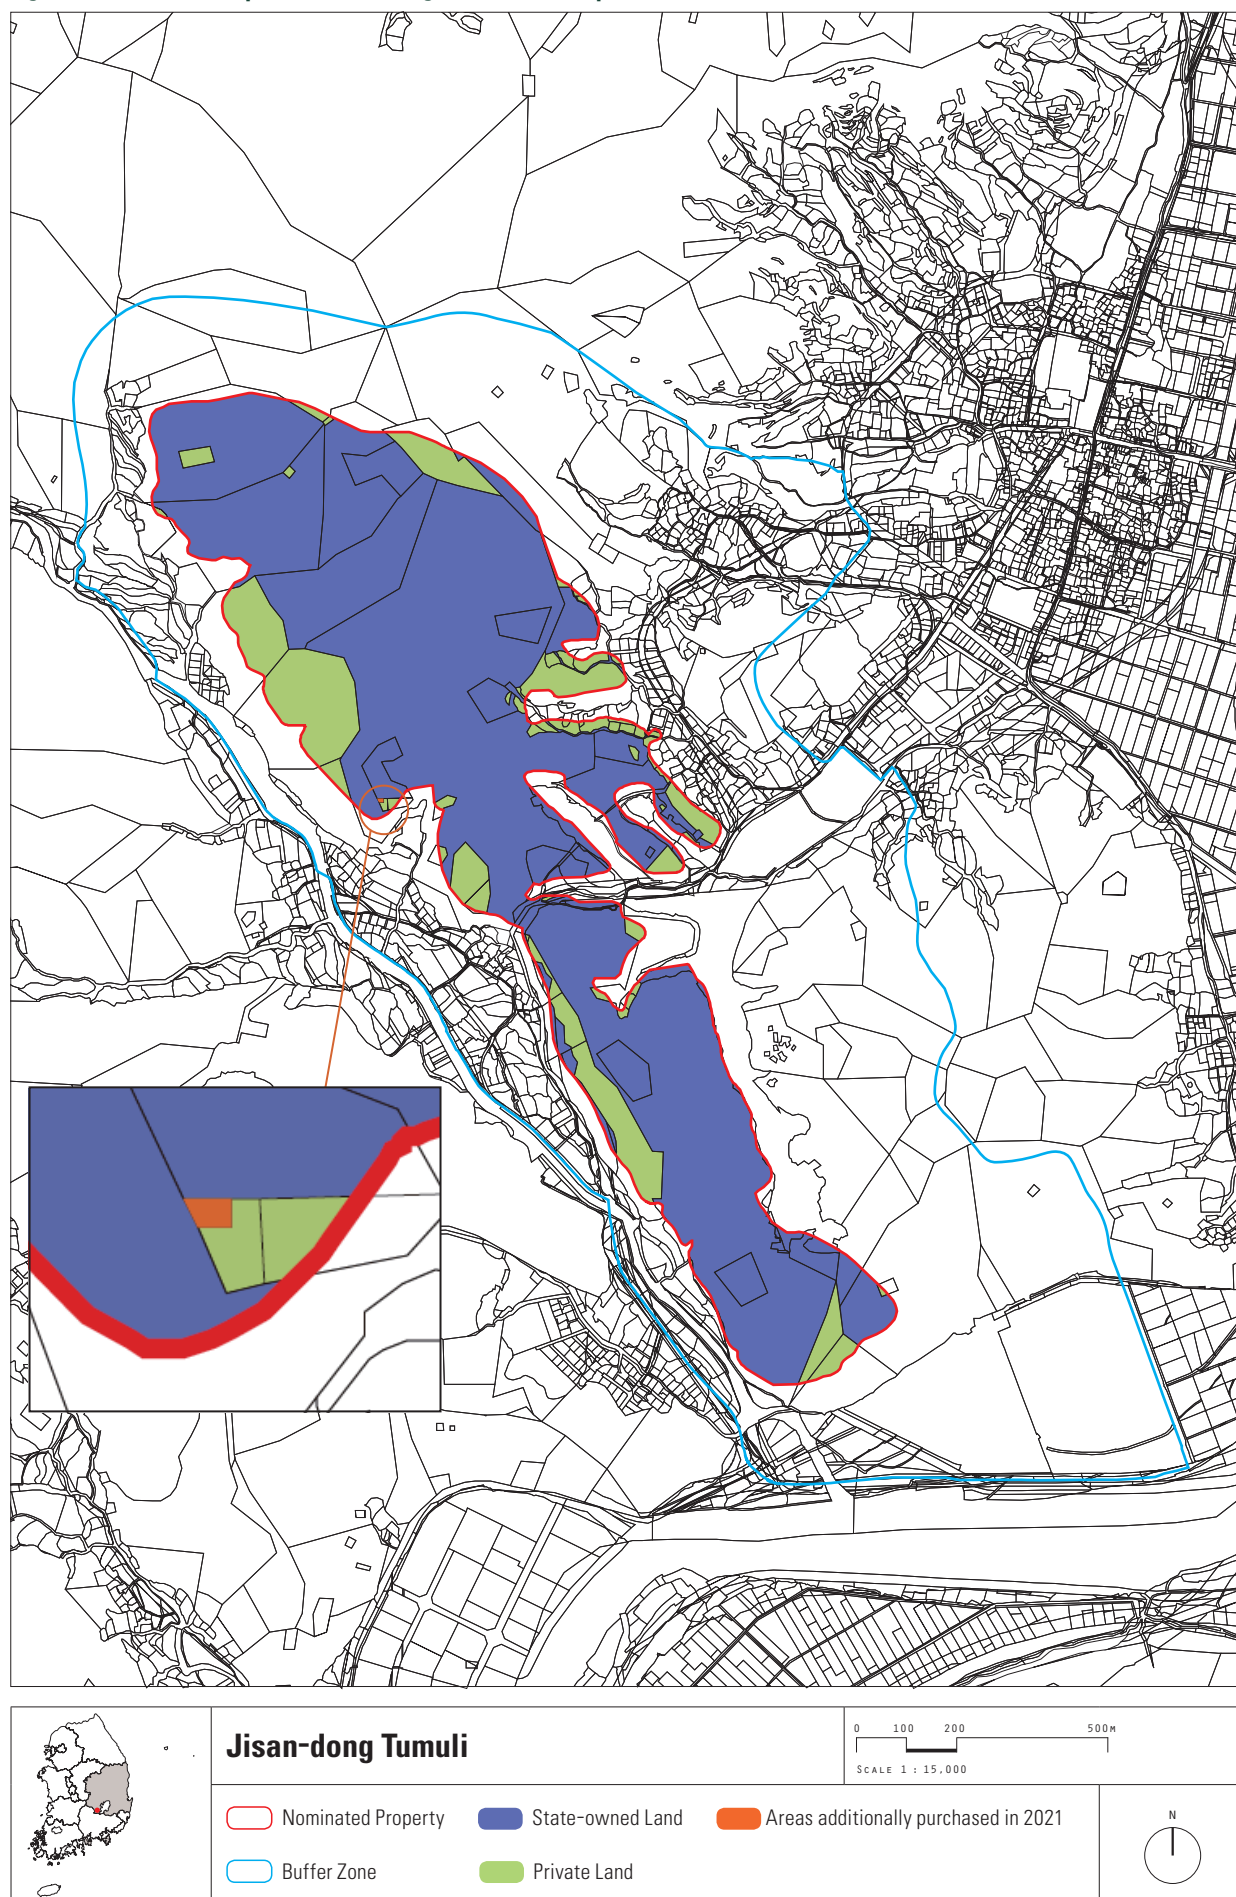 Jisan-dong Tumuli
0 100 200 500M
SCALE 1 : 15,000
Nominated Property
State-owned Land
Areas additionally purchased in 2021
Buffer Zone
Private Land
N